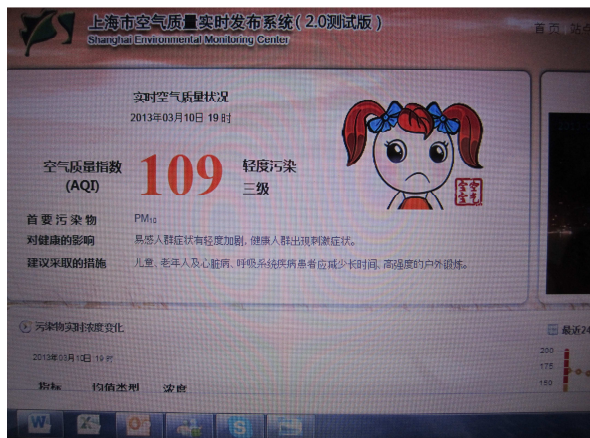 上海市空气质量实时发布系统(2.0测试版)
Shanghai Environmental Monitoring Center
首页
实时空气质量状况
2013年03月10日 19时
空气质量指数
(AQI)
109
轻度污染
三级
空气宝宝
首要污染物 PM10
对健康的影响 易感人群症状有轻度加剧，健康人群出现刺激症状。
建议采取的措施 儿童、老年人及心脏病、呼吸系统疾病患者应减少长时间、高强度的户外锻炼。
污染物实时浓度变化
2013年03月10日 19时
指标 均值类型 浓度
最近24
200
175
150